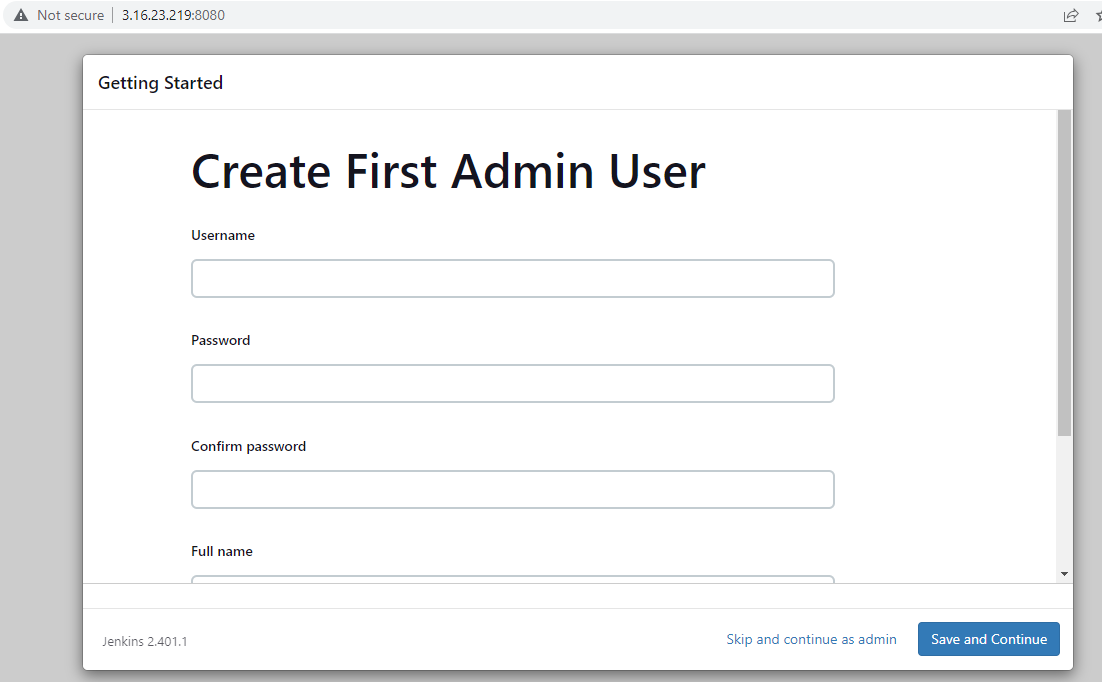 Not secure
3.16.23.219:8080
Getting Started
Create First Admin User
Username
Password
Confirm password
Full name
Jenkins 2.401.1
Skip and continue as admin
Save and Continue